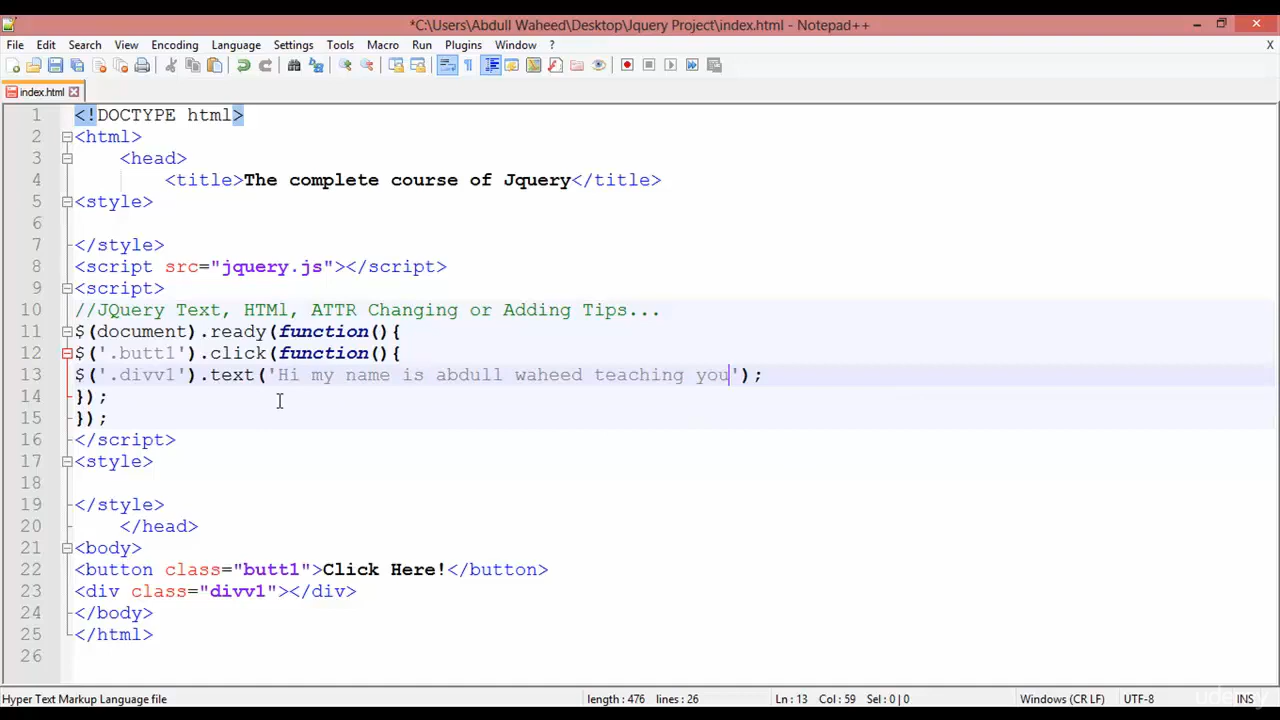 *C:\Users\Abdull Waheed\Desktop\Jquery Project\index.html - Notepad++
File Edit Search View Encoding Language Settings Tools Macro Run Plugins Window ? X
index.html
1 <!DOCTYPE html>
2 <html>
3 <head>
4 <title>The complete course of Jquery</title>
5 <style>
6
7 </style>
8 <script src="jquery.js"></script>
9 <script>
10 //JQuery Text, HTMl, ATTR Changing or Adding Tips...
11 $(document).ready(function(){
12 $('.butt1').click(function(){
13 $('.divv1').text('Hi my name is abdull waheed teaching you');
14 });
15 });
16 </script>
17 <style>
18
19 </style>
20 </head>
21 <body>
22 <button class="butt1">Click Here!</button>
23 <div class="divv1"></div>
24 </body>
25 </html>
26
Hyper Text Markup Language file length : 476 lines : 26 Ln : 13 Col : 59 Sel : 0 | 0 Windows (CR LF) UTF-8 INS
udemy